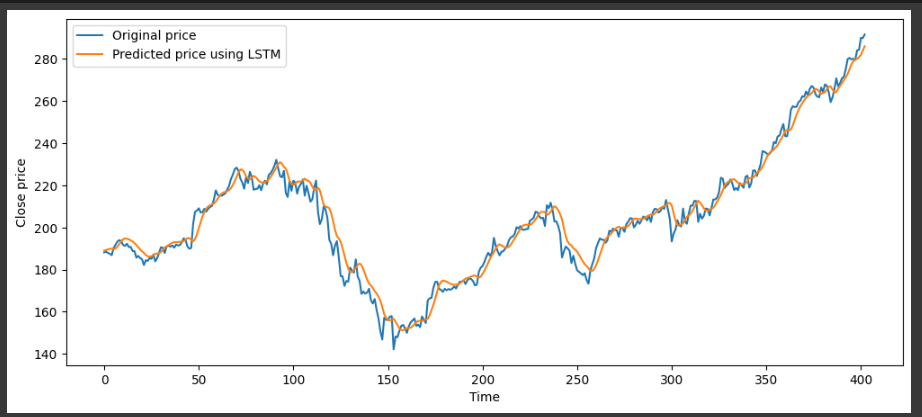 Original price
Predicted price using LSTM
280
260
240
220
200
180
160
140
Close price
0 50 100 150 200 250 300 350 400
Time